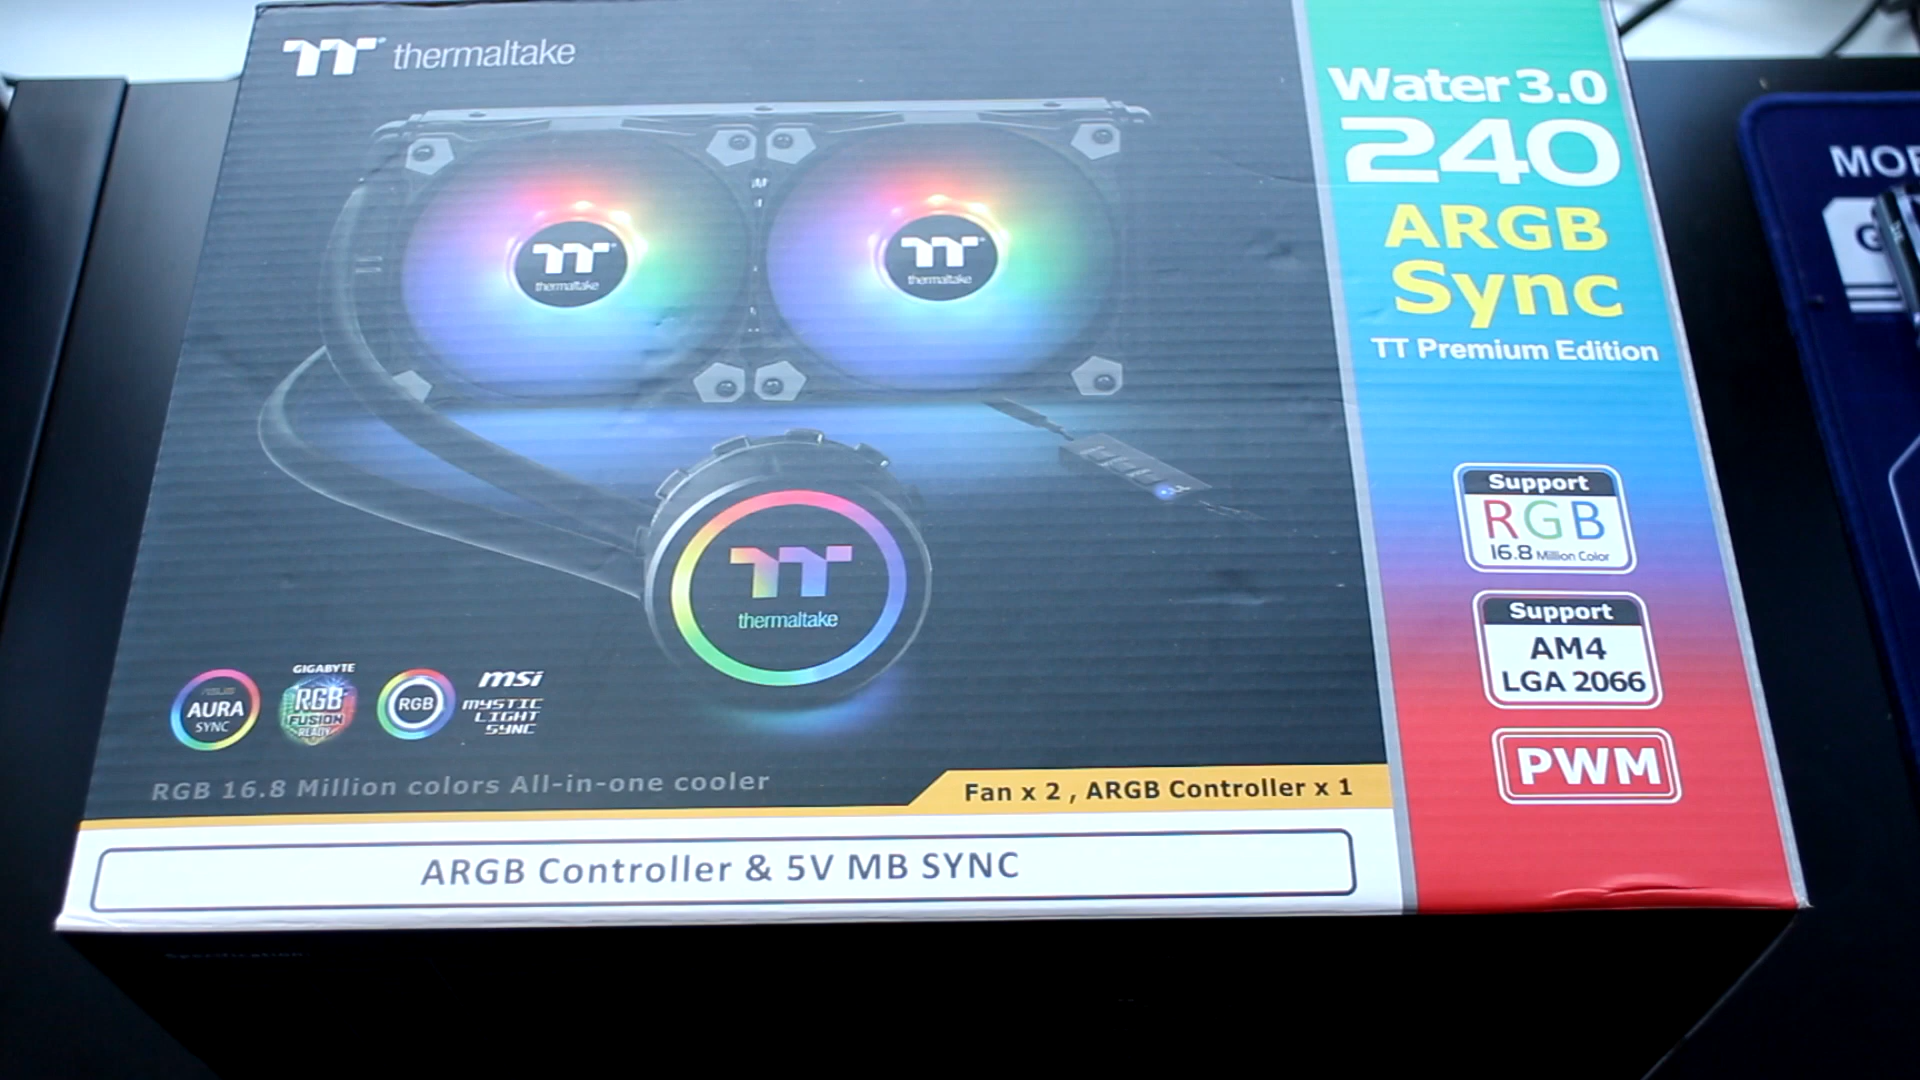 thermaltake
Water 3.0
240
ARGB
Sync
TT Premium Edition
thermaltake
thermaltake
thermaltake
Support
RGB
16.8 Million Color
Support
AM4
LGA 2066
PWM
ASUS
AURA
SYNC
GIGABYTE
RGB
FUSION
READY
RGB
msi
MYSTIC
LIGHT
SYNC
RGB 16.8 Million colors All-in-one cooler
Fan x 2 , ARGB Controller x 1
ARGB Controller & 5V MB SYNC
Specification